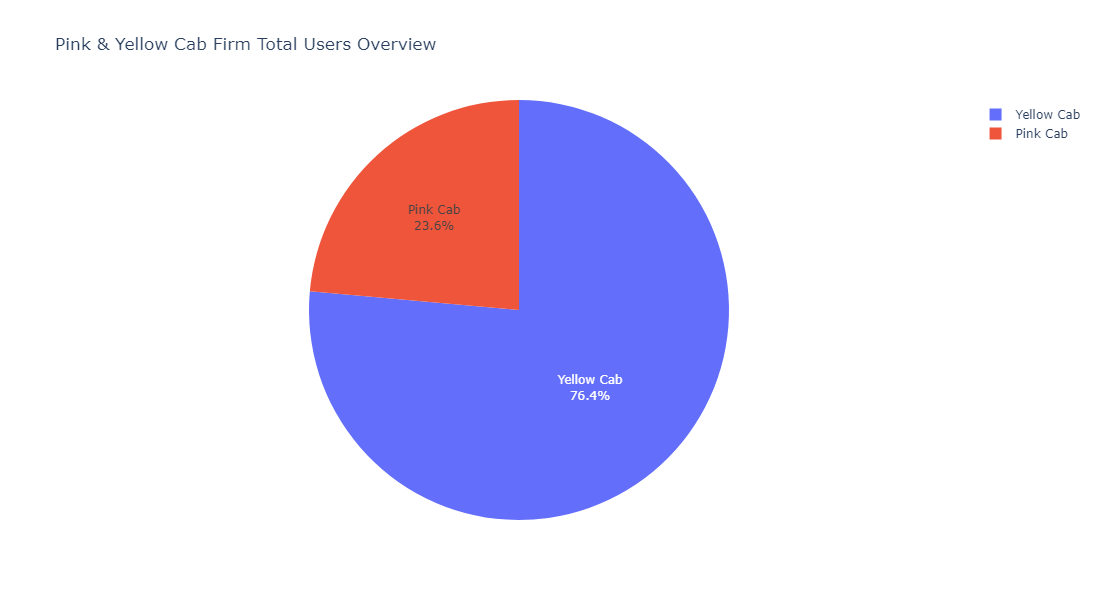 Pink & Yellow Cab Firm Total Users Overview
Yellow Cab
Pink Cab
Pink Cab
23.6%
Yellow Cab
76.4%